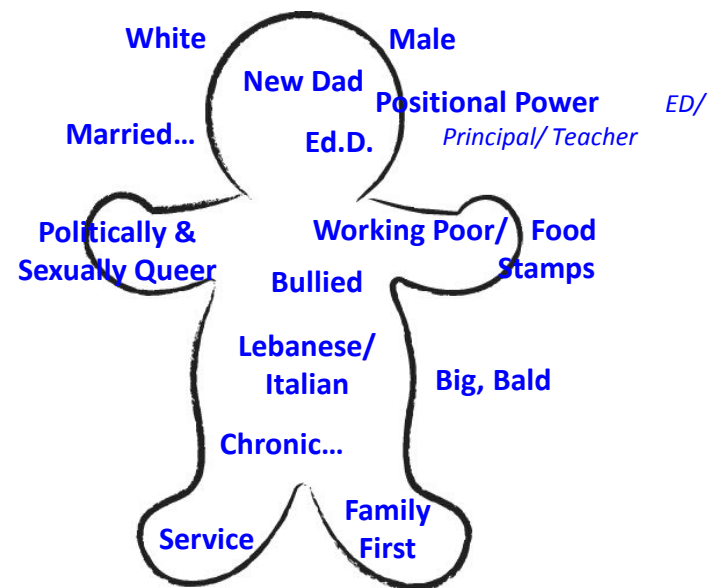 White
Male
New Dad
Positional Power ED/
Married…
Ed.D.
Principal/ Teacher
Politically &
Sexually Queer
Working Poor/ Food
Stamps
Bullied
Lebanese/
Italian
Big, Bald
Chronic…
Service
Family
First